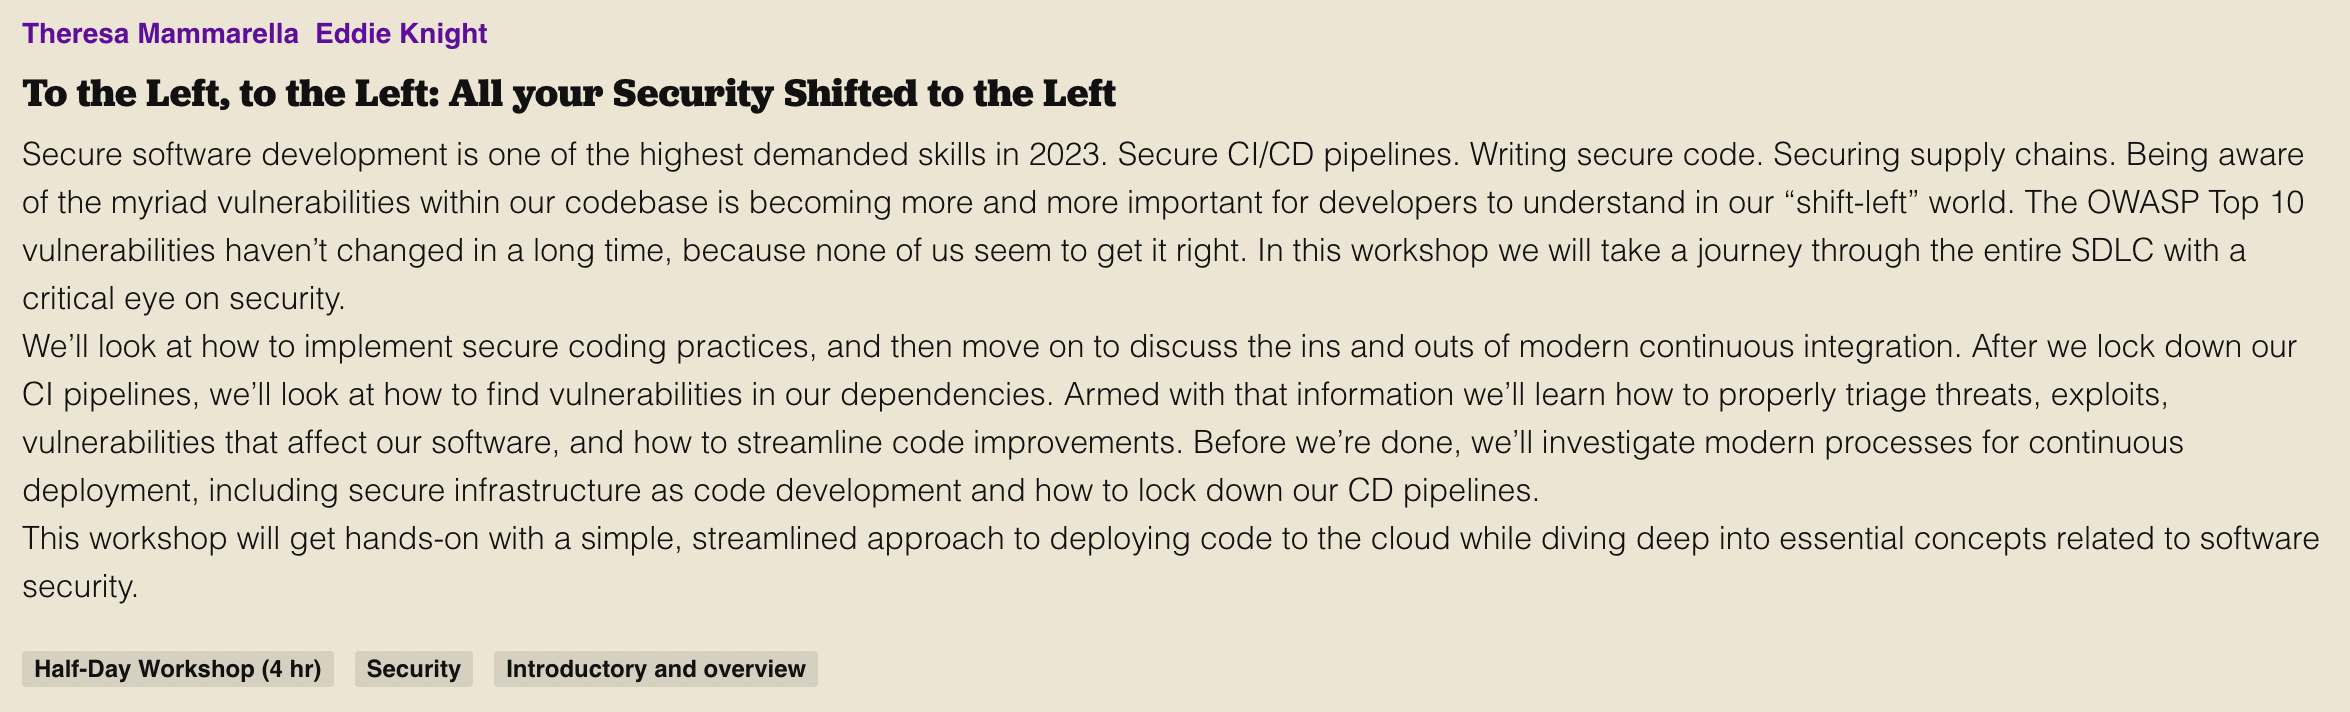 Theresa Mammarella  Eddie Knight
To the Left, to the Left: All your Security Shifted to the Left
Secure software development is one of the highest demanded skills in 2023. Secure CI/CD pipelines. Writing secure code. Securing supply chains. Being aware
of the myriad vulnerabilities within our codebase is becoming more and more important for developers to understand in our “shift-left” world. The OWASP Top 10
vulnerabilities haven’t changed in a long time, because none of us seem to get it right. In this workshop we will take a journey through the entire SDLC with a
critical eye on security.
We’ll look at how to implement secure coding practices, and then move on to discuss the ins and outs of modern continuous integration. After we lock down our
CI pipelines, we’ll look at how to find vulnerabilities in our dependencies. Armed with that information we’ll learn how to properly triage threats, exploits,
vulnerabilities that affect our software, and how to streamline code improvements. Before we’re done, we’ll investigate modern processes for continuous
deployment, including secure infrastructure as code development and how to lock down our CD pipelines.
This workshop will get hands-on with a simple, streamlined approach to deploying code to the cloud while diving deep into essential concepts related to software
security.
Half-Day Workshop (4 hr)  Security  Introductory and overview